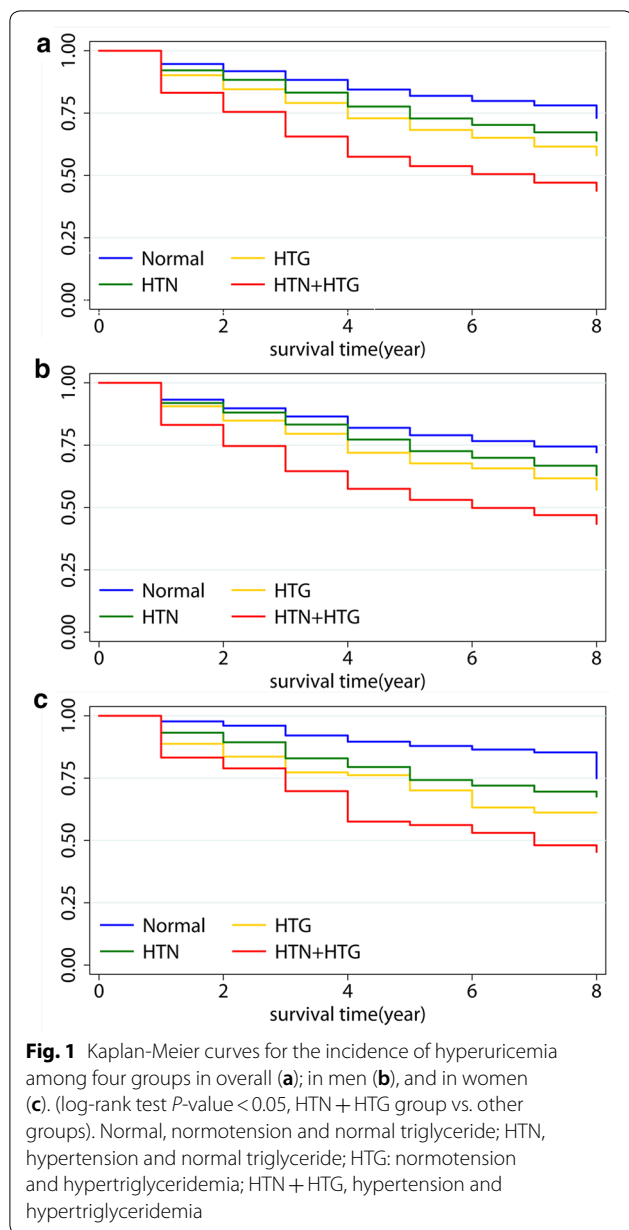 a
1.00
0.75
0.50
0.25
0.00
Normal HTG
HTN HTN+HTG
0 2 4 6 8
survival time(year)
b
1.00
0.75
0.50
0.25
0.00
Normal HTG
HTN HTN+HTG
0 2 4 6 8
survival time(year)
c
1.00
0.75
0.50
0.25
0.00
Normal HTG
HTN HTN+HTG
0 2 4 6 8
survival time(year)
Fig. 1 Kaplan-Meier curves for the incidence of hyperuricemia
among four groups in overall (a); in men (b), and in women
(c). (log-rank test P-value < 0.05, HTN + HTG group vs. other
groups). Normal, normotension and normal triglyceride; HTN,
hypertension and normal triglyceride; HTG: normotension
and hypertriglyceridemia; HTN + HTG, hypertension and
hypertriglyceridemia